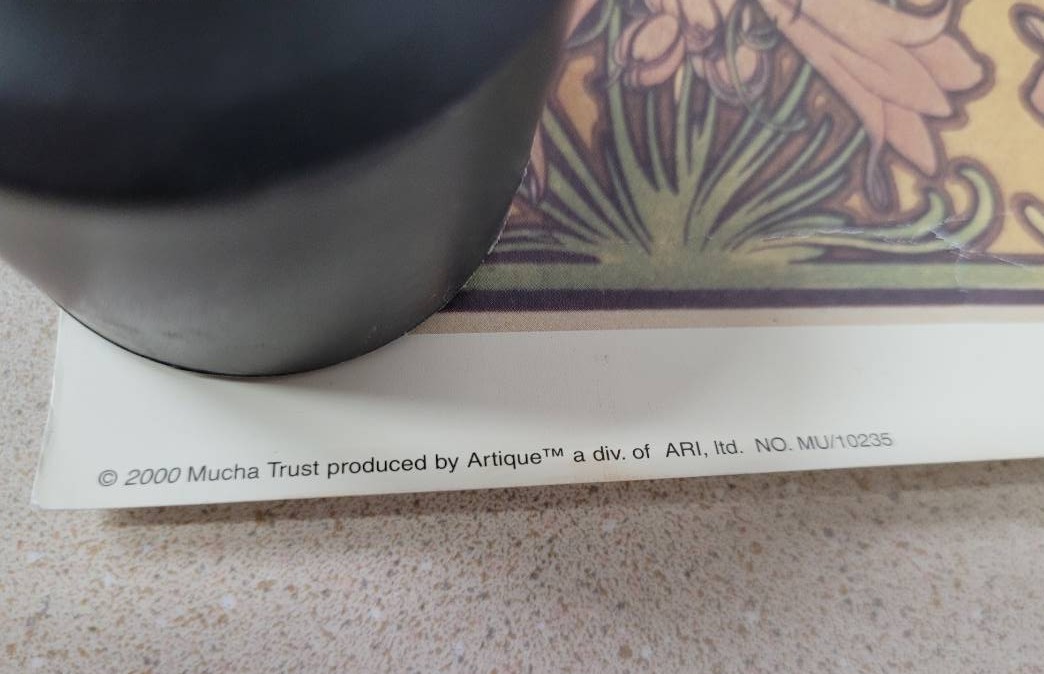 © 2000 Mucha Trust produced by Artique™ a div. of ARI, ltd. NO. MU/10235